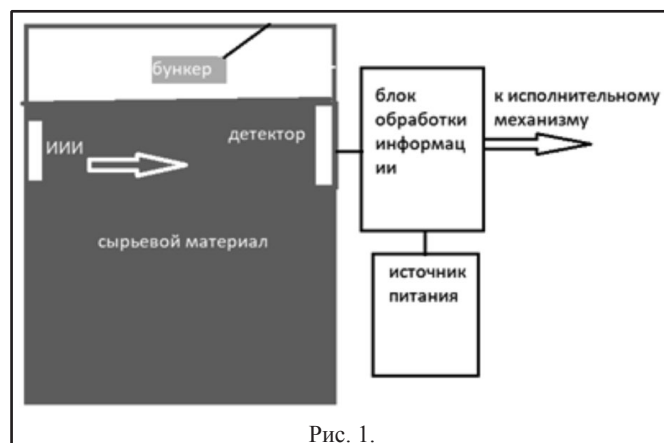 бункер
блок
обработки
информац
ии
к исполнительному
механизму
ИИИ
детектор
сырьевой материал
источник
питания
Рис. 1.